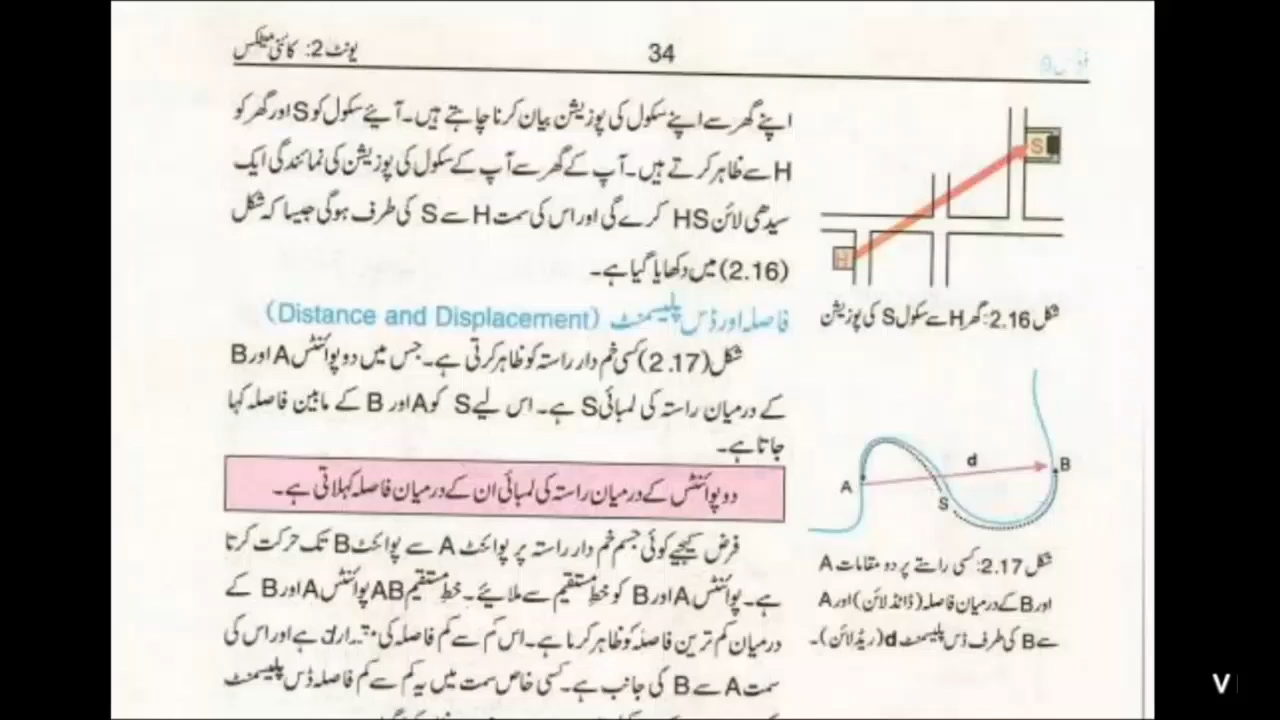 یونٹ 2: کائنی میٹکس
34
اپنے گھر سے اپنے سکول کی پوزیشن بیان کرنا چاہتے ہیں۔ آیئے سکول کو S اور گھر کو
H سے ظاہر کرتے ہیں۔ آپ کے گھر سے آپ کے سکول کی پوزیشن کی نمائندگی ایک
سیدھی لائن HS کرے گی اور اس کی سمت H سے S کی طرف ہوگی جیسا کہ شکل
(2.16) میں دکھایا گیا ہے۔
فاصلہ اور ڈس پلیسمنٹ (Distance and Displacement)
شکل (2.17) کسی خم دار راستہ کو ظاہر کرتی ہے۔ جس میں دو پوائنٹس A اور B
کے درمیان راستہ کی لمبائی S ہے۔ اس لیے S کو A اور B کے مابین فاصلہ کہا
جاتا ہے۔
دو پوائنٹس کے درمیان راستہ کی لمبائی ان کے درمیان فاصلہ کہلاتی ہے۔
فرض کیجیے کوئی جسم خم دار راستہ پر پوائنٹ A سے پوائنٹ B تک حرکت کرتا
ہے۔ پوائنٹس A اور B کو خطِ مستقیم سے ملائیے۔ خطِ مستقیم AB پوائنٹس A اور B کے
درمیان کم ترین فاصلہ کو ظاہر کرتا ہے۔ اس کم سے کم فاصلہ کی مقدار d ہے اور اس کی
سمت A سے B کی جانب ہے۔ کسی خاص سمت میں یہ کم سے کم فاصلہ ڈس پلیسمنٹ
S
H
شکل 2.16: گھر H سے سکول S کی پوزیشن
A
d
B
S
شکل 2.17: کسی راستے پر دو مقامات A
اور B کے درمیان فاصلہ (ڈاٹڈ لائن) اور A
سے B کی طرف ڈس پلیسمنٹ d (ریڈ لائن)۔
V